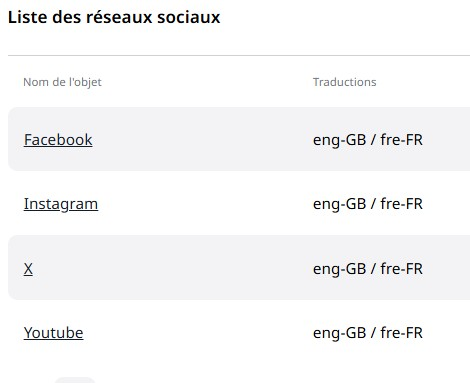 Liste des réseaux sociaux
Nom de l'objet Traductions
Facebook eng-GB / fre-FR
Instagram eng-GB / fre-FR
X eng-GB / fre-FR
Youtube eng-GB / fre-FR